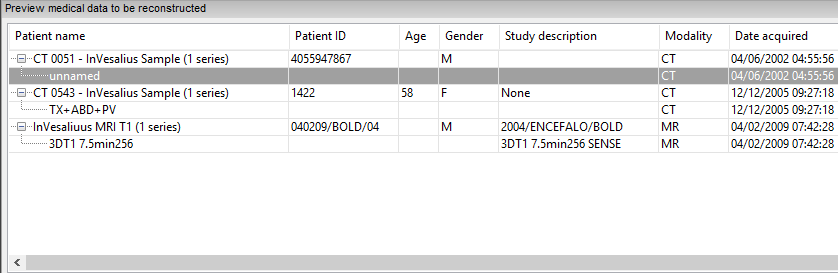 Preview medical data to be reconstructed
Patient name Patient ID Age Gender Study description Modality Date acquired
CT 0051 - InVesalius Sample (1 series) 4055947867 M CT 04/06/2002 04:55:56
unnamed CT 04/06/2002 04:55:56
CT 0543 - InVesalius Sample (1 series) 1422 58 F None CT 12/12/2005 09:27:18
TX+ABD+PV CT 12/12/2005 09:27:18
InVesaliuus MRI T1 (1 series) 040209/BOLD/04 M 2004/ENCEFALO/BOLD MR 04/02/2009 07:42:28
3DT1 7.5min256 3DT1 7.5min256 SENSE MR 04/02/2009 07:42:28